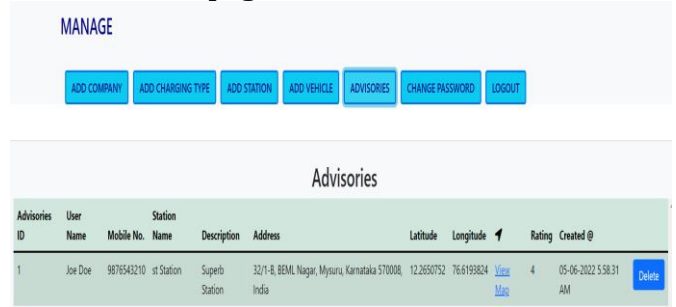 MANAGE
ADD COMPANY ADD CHARGING TYPE ADD STATION ADD VEHICLE ADVISORIES CHANGE PASSWORD LOGOUT
Advisories
Advisories ID User Name Mobile No. Station Name Description Address Latitude Longitude Rating Created @
1 Joe Doe 9876543210 st Station Superb Station 32/1-B, BEML Nagar, Mysuru, Karnataka 570008, India 12.2650752 76.6193824 View Map 4 05-06-2022 5.58.31 AM Delete